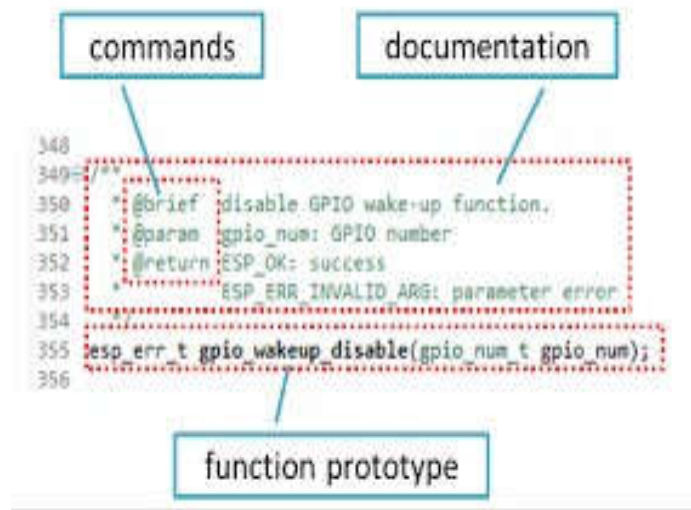 commands
documentation
348
349 /**
350 * @brief disable GPIO wake-up function.
351 * @param gpio_num: GPIO number
352 * @return ESP_OK: success
353 * ESP_ERR_INVALID_ARG: parameter error
354 */
355 esp_err_t gpio_wakeup_disable(gpio_num_t gpio_num);
356
function prototype